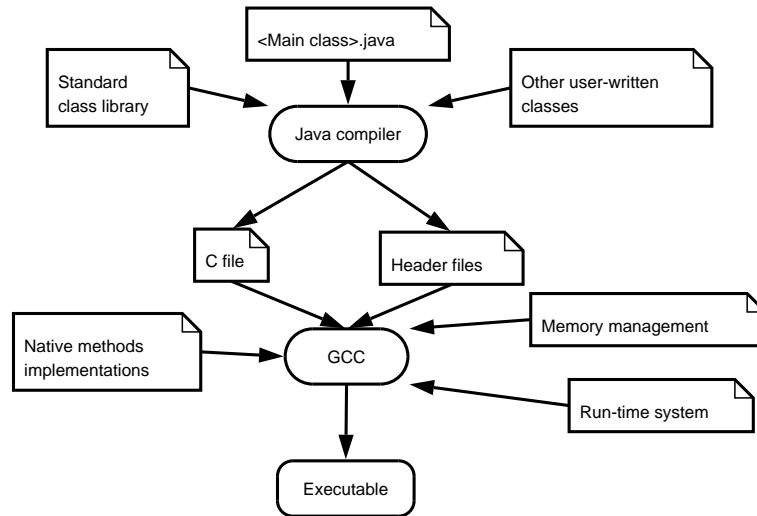 <Main class>.java
Standard
class library
Other user-written
classes
Java compiler
C file
Header files
Memory management
Native methods
implementations
GCC
Run-time system
Executable